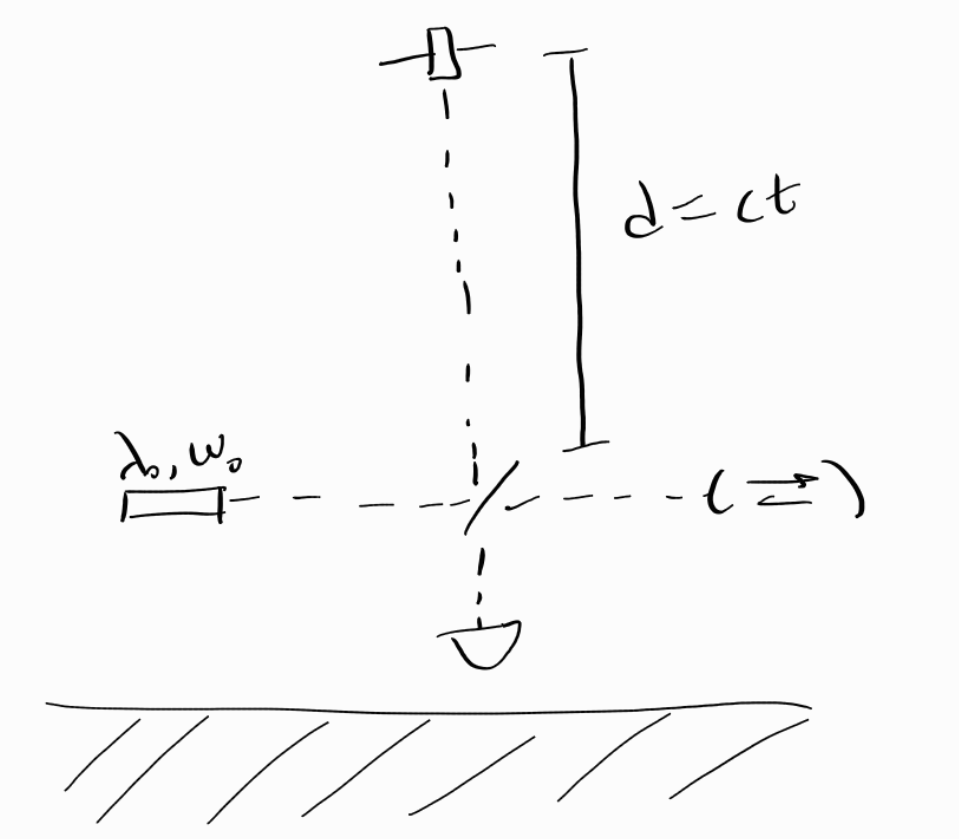 d = ct
λ₀, ω₀
(⇄)